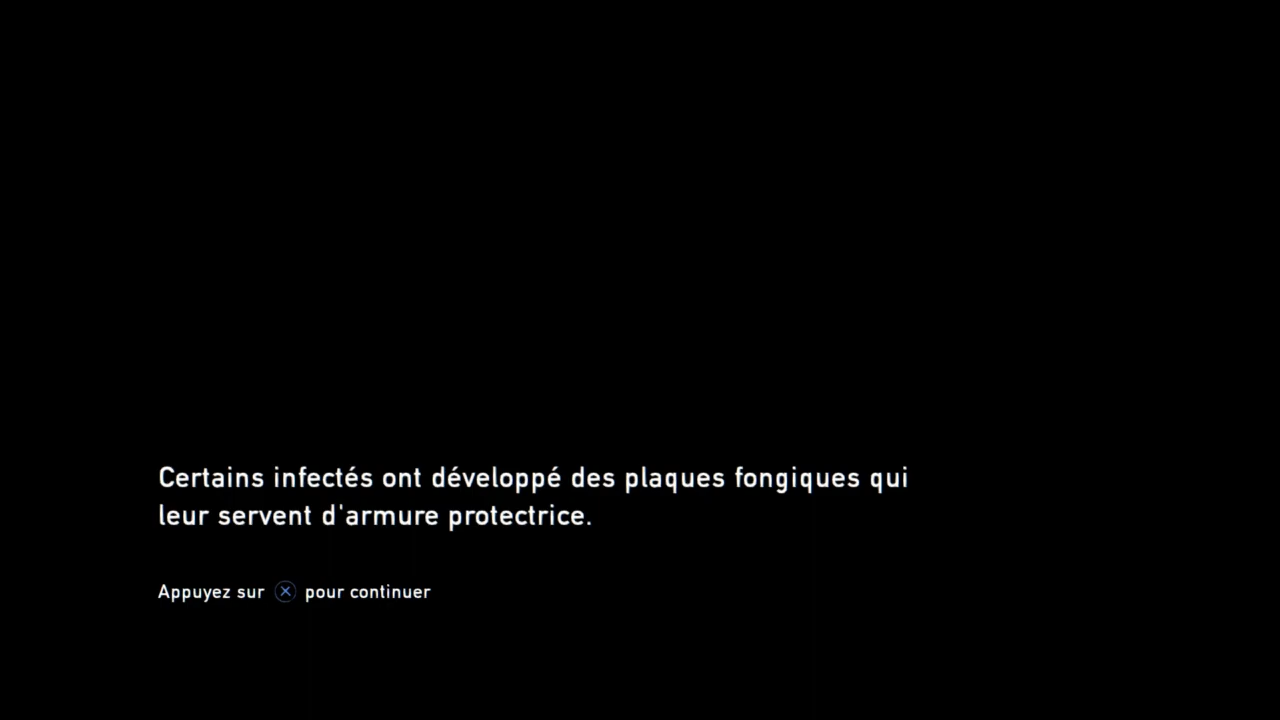 Certains infectés ont développé des plaques fongiques qui
leur servent d'armure protectrice.
Appuyez sur ⓧ pour continuer